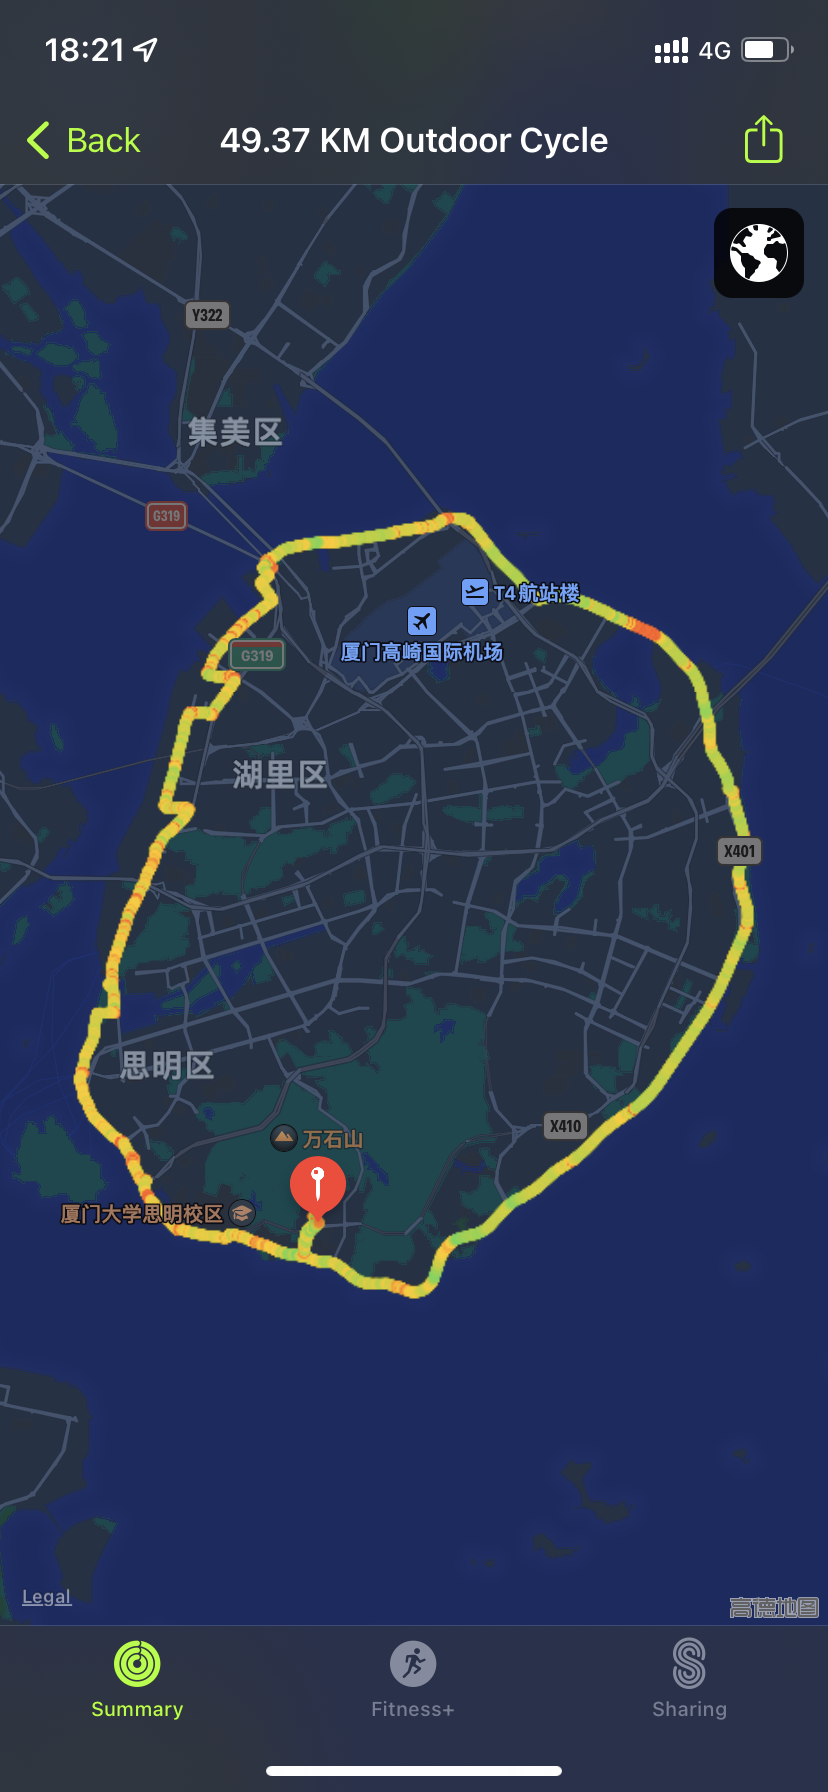 18:21
4G
Back
49.37 KM Outdoor Cycle
Y322
集美区
G319
T4航站楼
厦门高崎国际机场
G319
湖里区
X401
思明区
X410
万石山
厦门大学思明校区
Legal
高德地图
Summary
Fitness+
Sharing